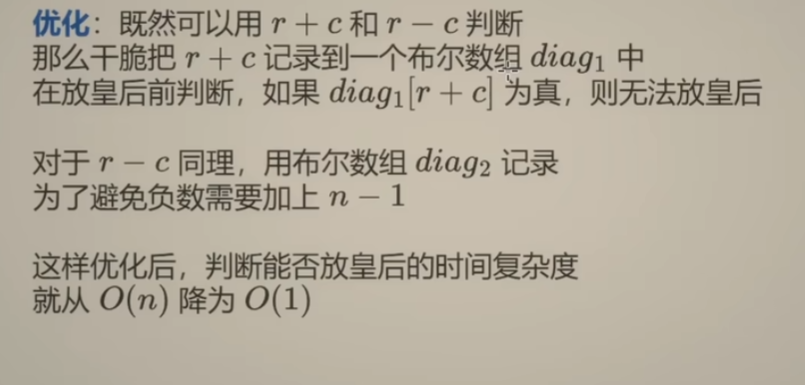 优化：既然可以用 r + c 和 r − c 判断
那么干脆把 r + c 记录到一个布尔数组 diag₁ 中
在放皇后前判断，如果 diag₁[r + c] 为真，则无法放皇后
对于 r − c 同理，用布尔数组 diag₂ 记录
为了避免负数需要加上 n − 1
这样优化后，判断能否放皇后的时间复杂度
就从 O(n) 降为 O(1)